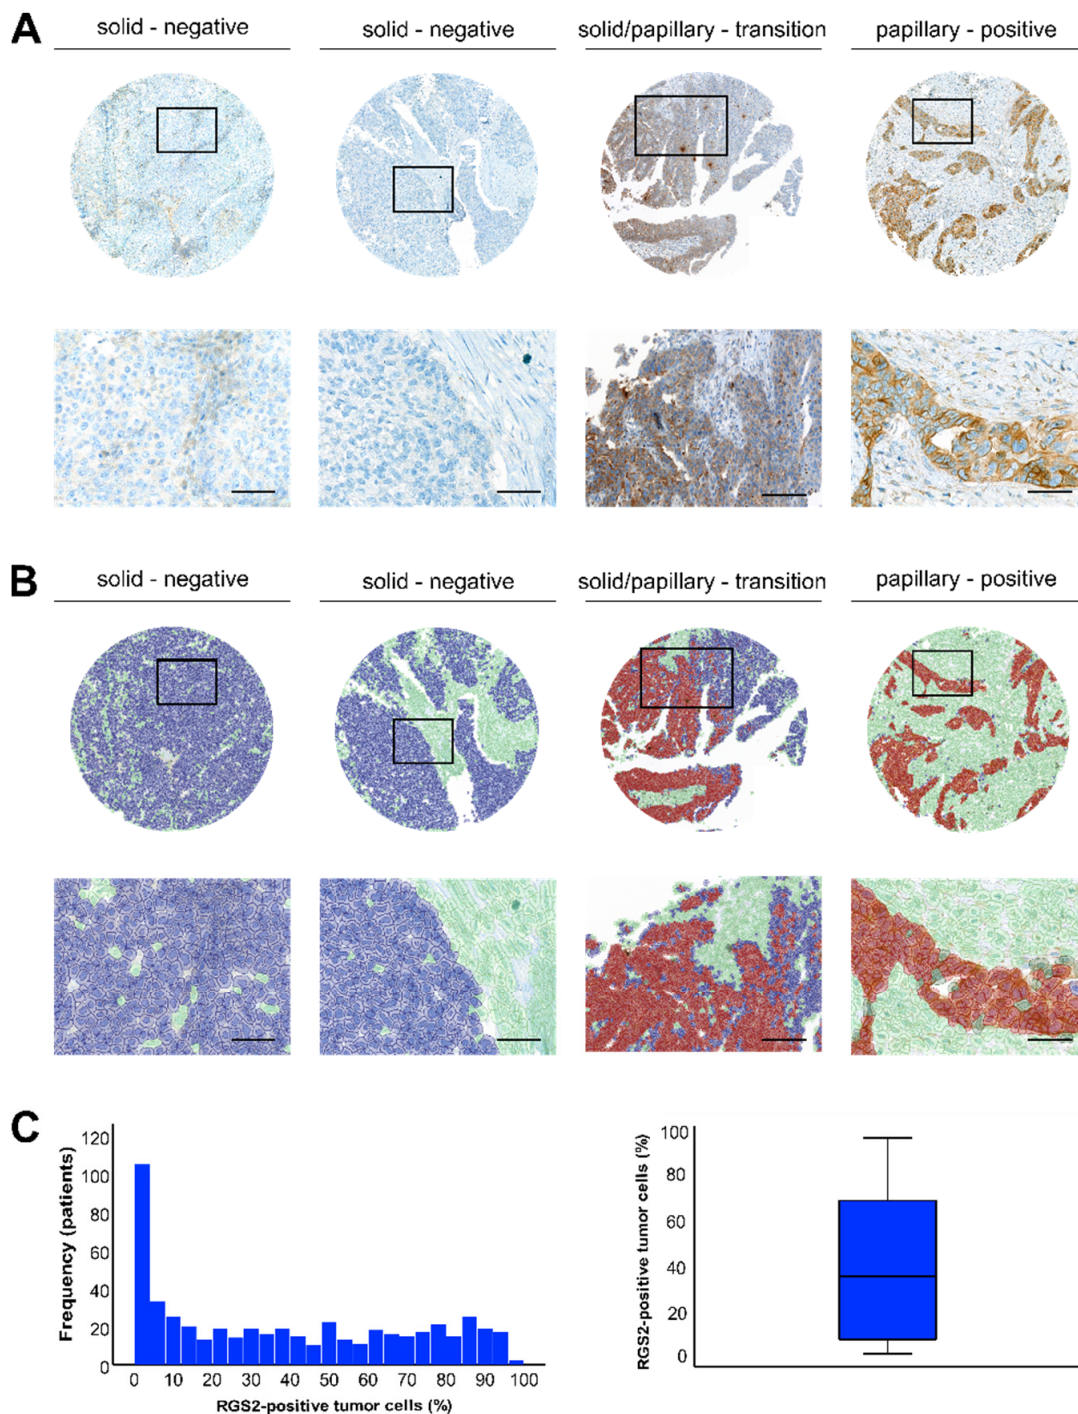 A
solid - negative
solid - negative
solid/papillary - transition
papillary - positive
B
solid - negative
solid - negative
solid/papillary - transition
papillary - positive
C
Frequency (patients)
120
100
80
60
40
20
0
0 10 20 30 40 50 60 70 80 90 100
RGS2-positive tumor cells (%)
RGS2-positive tumor cells (%)
100
80
60
40
20
0